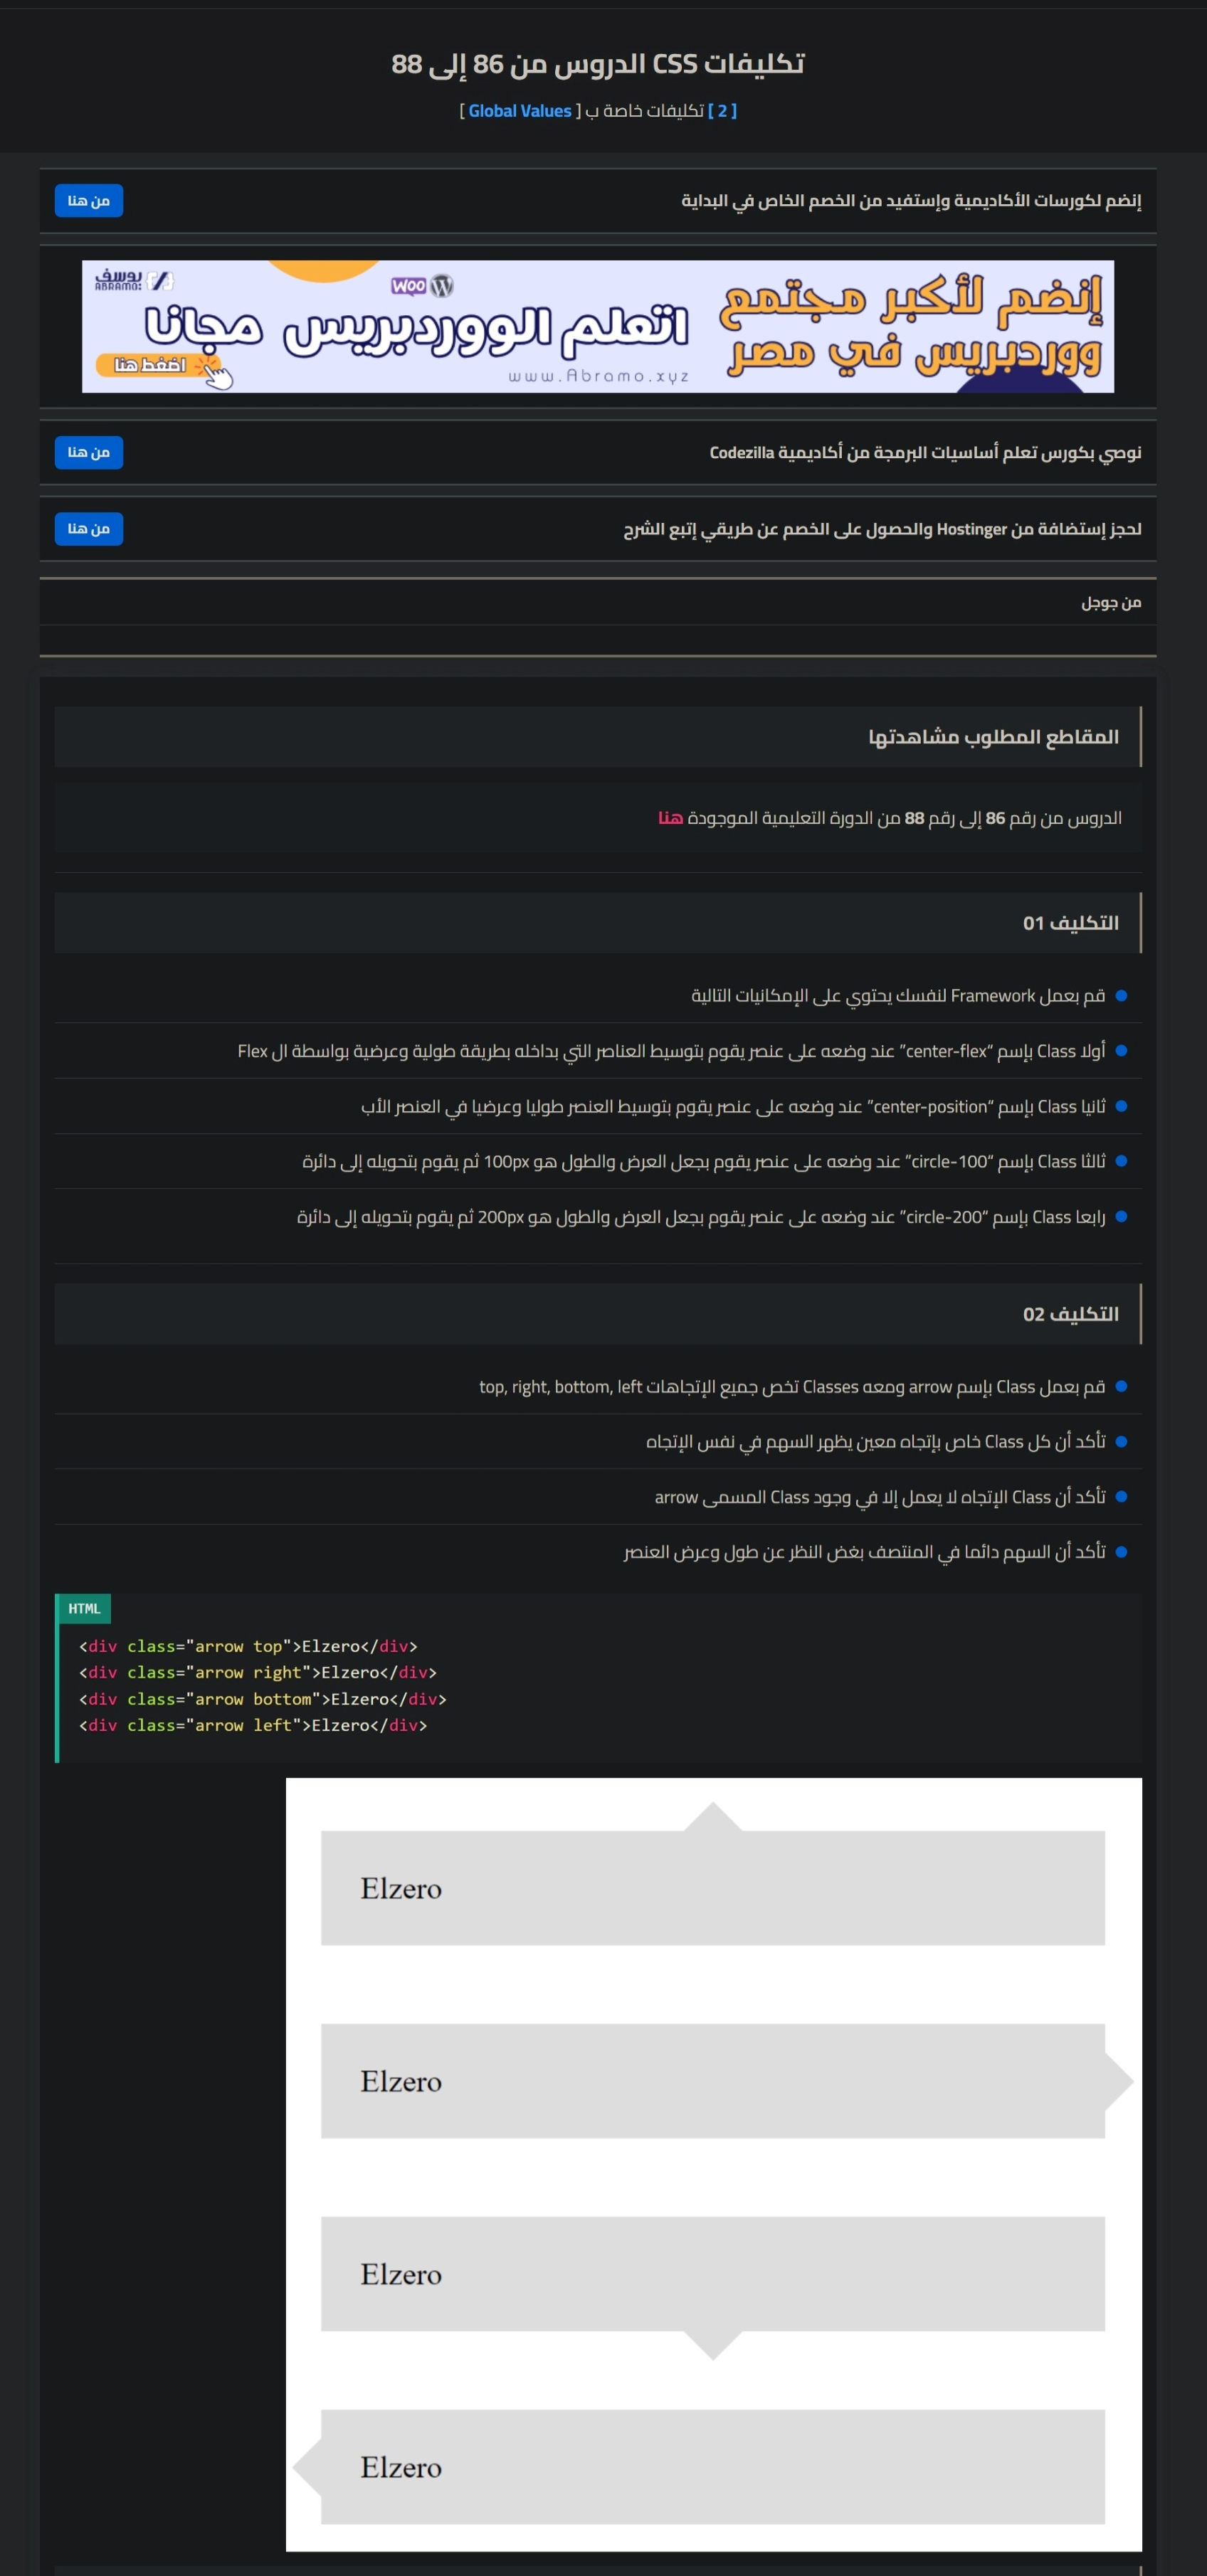 تكليفات CSS الدروس من 86 إلى 88
[ 2 ] تكليفات خاصة ب [ Global Values ]
إنضم لكورسات الأكاديمية وإستفيد من الخصم الخاص في البداية
من هنا
إنضم لأكبر مجتمع
ووردبريس في مصر
WOO
اتعلم الووردبريس مجانا
www.Abramo.xyz
يوسف
ABRAMO:
اضغط هنا
نوصي بكورس تعلم أساسيات البرمجة من أكاديمية Codezilla
من هنا
لحجز إستضافة من Hostinger والحصول على الخصم عن طريقي إتبع الشرح
من هنا
من جوجل
المقاطع المطلوب مشاهدتها
الدروس من رقم 86 إلى رقم 88 من الدورة التعليمية الموجودة هنا
التكليف 01
قم بعمل Framework لنفسك يحتوي على الإمكانيات التالية
أولا Class بإسم “center-flex” عند وضعه على عنصر يقوم بتوسيط العناصر التي بداخله بطريقة طولية وعرضية بواسطة ال Flex
ثانيا Class بإسم “center-position” عند وضعه على عنصر يقوم بتوسيط العنصر طوليا وعرضيا في العنصر الأب
ثالثا Class بإسم “circle-100” عند وضعه على عنصر يقوم بجعل العرض والطول هو 100px ثم يقوم بتحويله إلى دائرة
رابعا Class بإسم “circle-200” عند وضعه على عنصر يقوم بجعل العرض والطول هو 200px ثم يقوم بتحويله إلى دائرة
التكليف 02
قم بعمل Class بإسم arrow ومعه Classes تخص جميع الإتجاهات top, right, bottom, left
تأكد أن كل Class خاص بإتجاه معين يظهر السهم في نفس الإتجاه
تأكد أن Class الإتجاه لا يعمل إلا في وجود Class المسمى arrow
تأكد أن السهم دائما في المنتصف بغض النظر عن طول وعرض العنصر
HTML
<div class="arrow top">Elzero</div>
<div class="arrow right">Elzero</div>
<div class="arrow bottom">Elzero</div>
<div class="arrow left">Elzero</div>
Elzero
Elzero
Elzero
Elzero